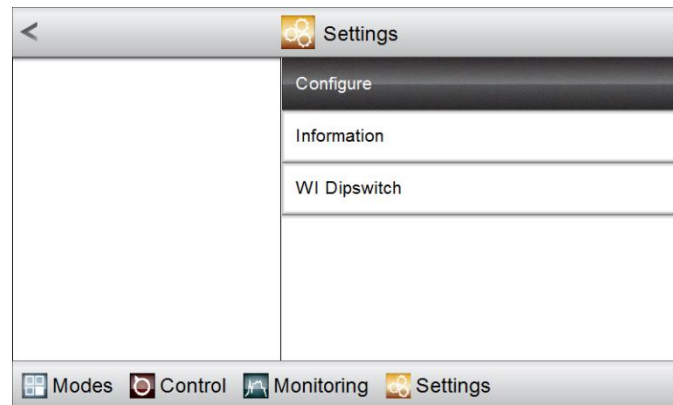 Settings
Configure
Information
WI Dipswitch
Modes Control Monitoring Settings